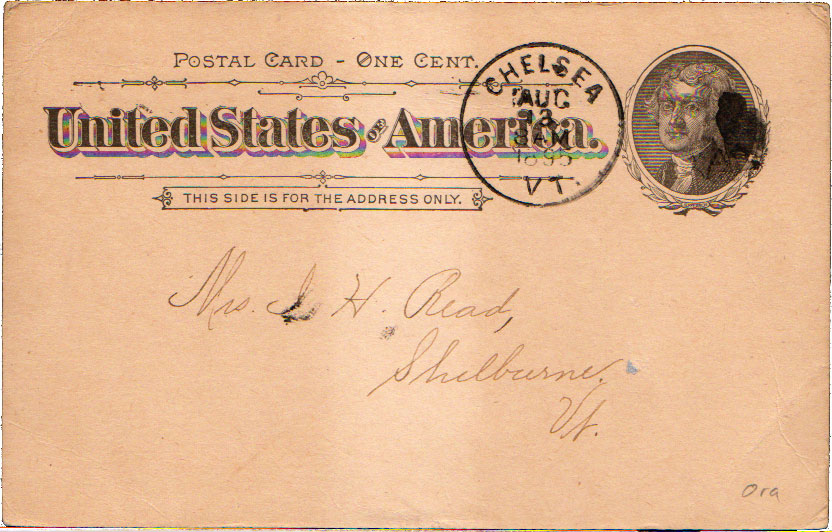 POSTAL CARD - ONE CENT.
United States OF America.
THIS SIDE IS FOR THE ADDRESS ONLY.
CHELSEA
AUG
8AM
VT.
Mrs. H. Read,
Shelburne.
Vt.
Ora